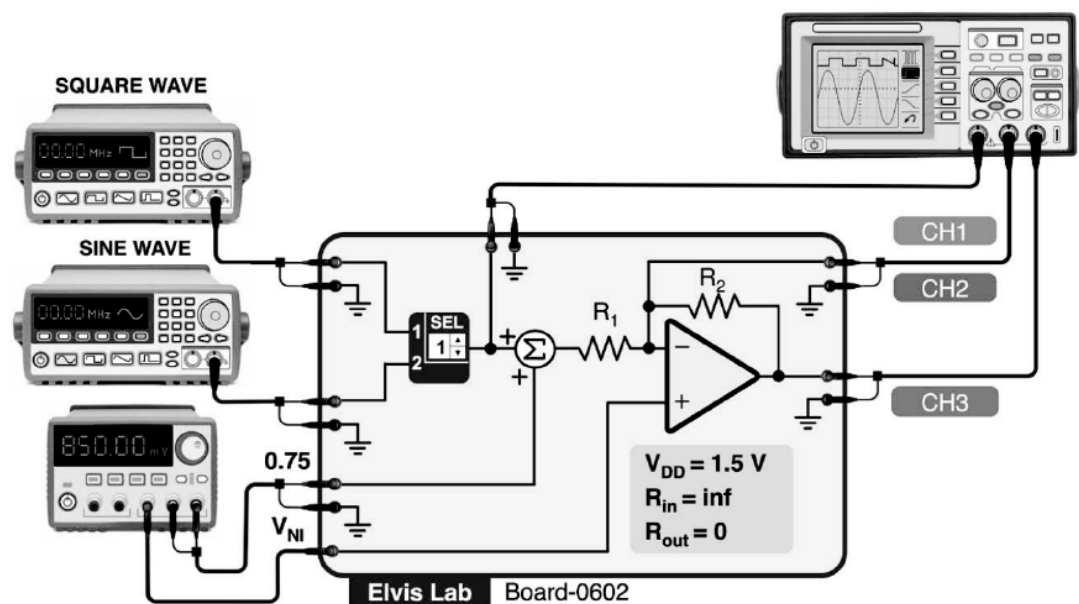 SQUARE WAVE
00.00 MHz
SINE WAVE
00.00 MHz
850.00 mV
0.75
V_NI
1
2
SEL
1
+
Σ
+
R₁
R₂
−
+
V_DD = 1.5 V
R_in = inf
R_out = 0
CH1
CH2
CH3
Elvis Lab Board-0602